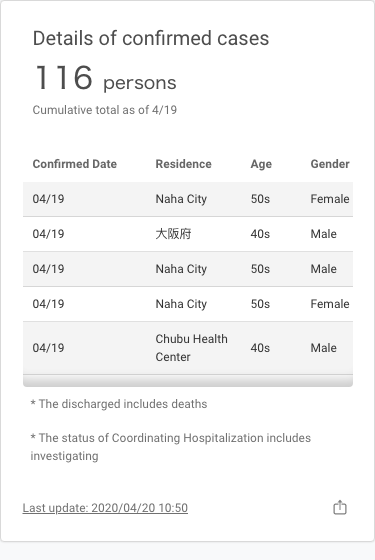 Details of confirmed cases
116 persons
Cumulative total as of 4/19
Confirmed Date Residence Age Gender
04/19 Naha City 50s Female
04/19 大阪府 40s Male
04/19 Naha City 50s Male
04/19 Naha City 50s Female
04/19 Chubu Health Center 40s Male
* The discharged includes deaths
* The status of Coordinating Hospitalization includes
investigating
Last update: 2020/04/20 10:50